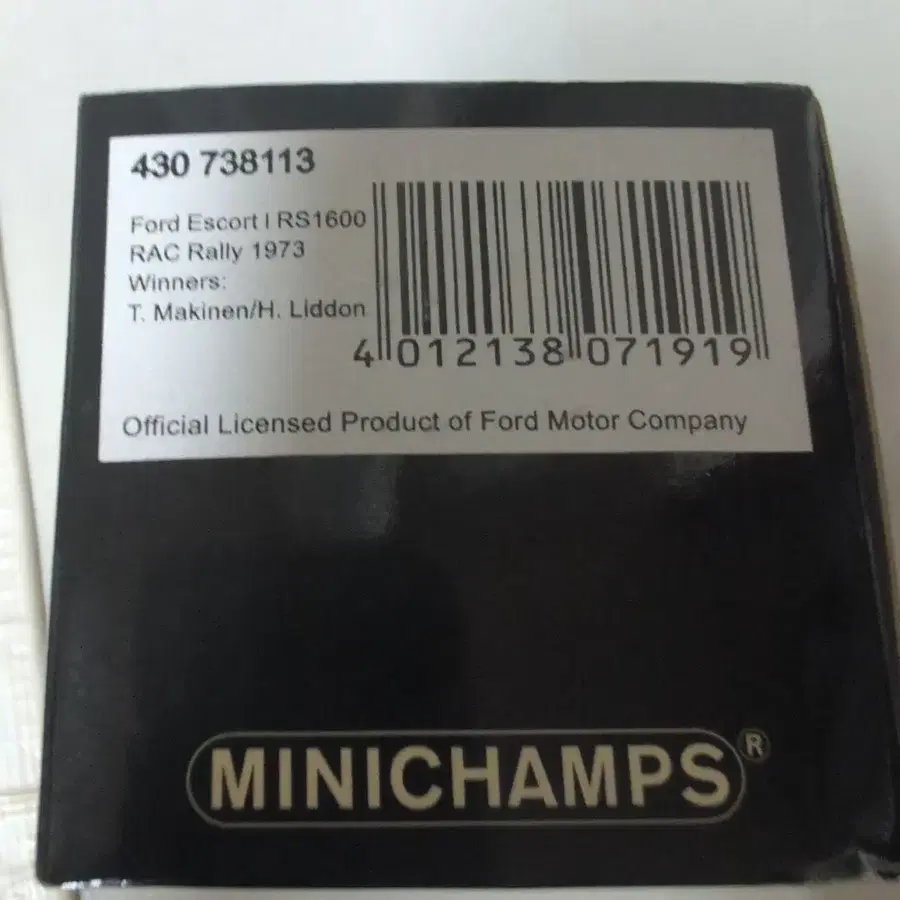 430 738113
Ford Escort I RS1600
RAC Rally 1973
Winners:
T. Makinen/H. Liddon
4 012138 071919
Official Licensed Product of Ford Motor Company
MINICHAMPS®